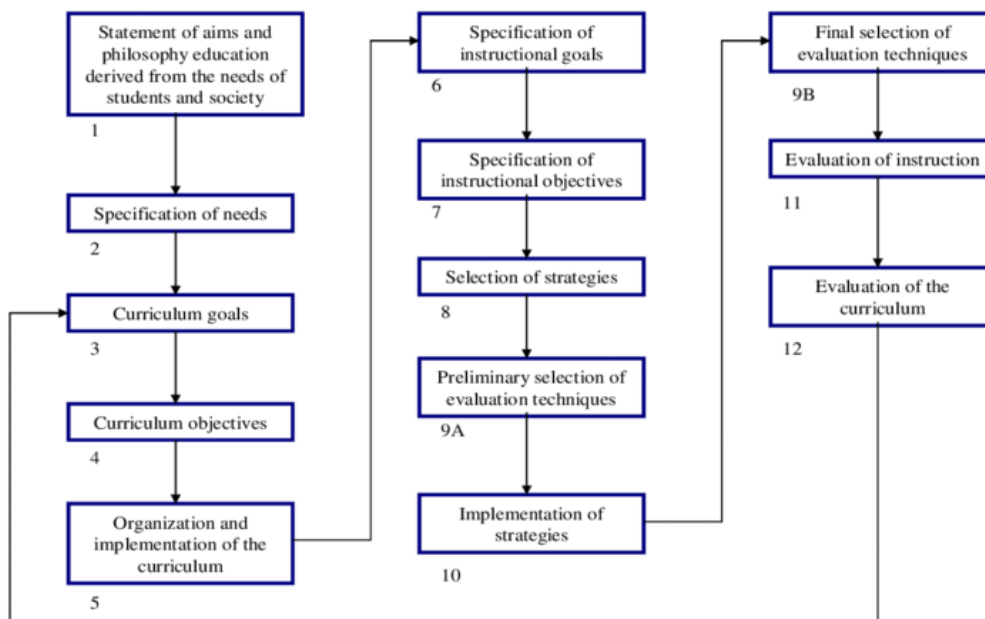 Statement of aims and
philosophy education
derived from the needs of
students and society
1
Specification of needs
2
Curriculum goals
3
Curriculum objectives
4
Organization and
implementation of the
curriculum
5
Specification of
instructional goals
6
Specification of
instructional objectives
7
Selection of strategies
8
Preliminary selection of
evaluation techniques
9A
Implementation of
strategies
10
Final selection of
evaluation techniques
9B
Evaluation of instruction
11
Evaluation of the
curriculum
12